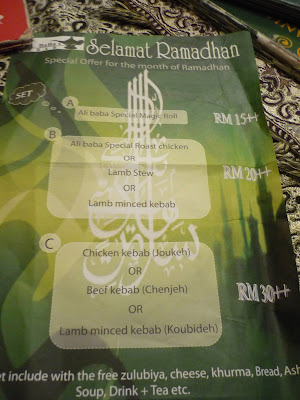 Selamat Ramadhan
Special Offer for the month of Ramadhan
SET
A
Ali baba Special Magic Roll
RM 15++
B
Ali baba Special Roast chicken
OR
Lamb Stew
RM 20++
OR
Lamb minced kebab
C
Chicken kebab (Joukeh)
OR
Beef kebab (Chenjeh)
RM 30++
OR
Lamb minced kebab (Koubideh)
et include with the free zulubiya, cheese, khurma, Bread, Ash
Soup, Drink + Tea etc.